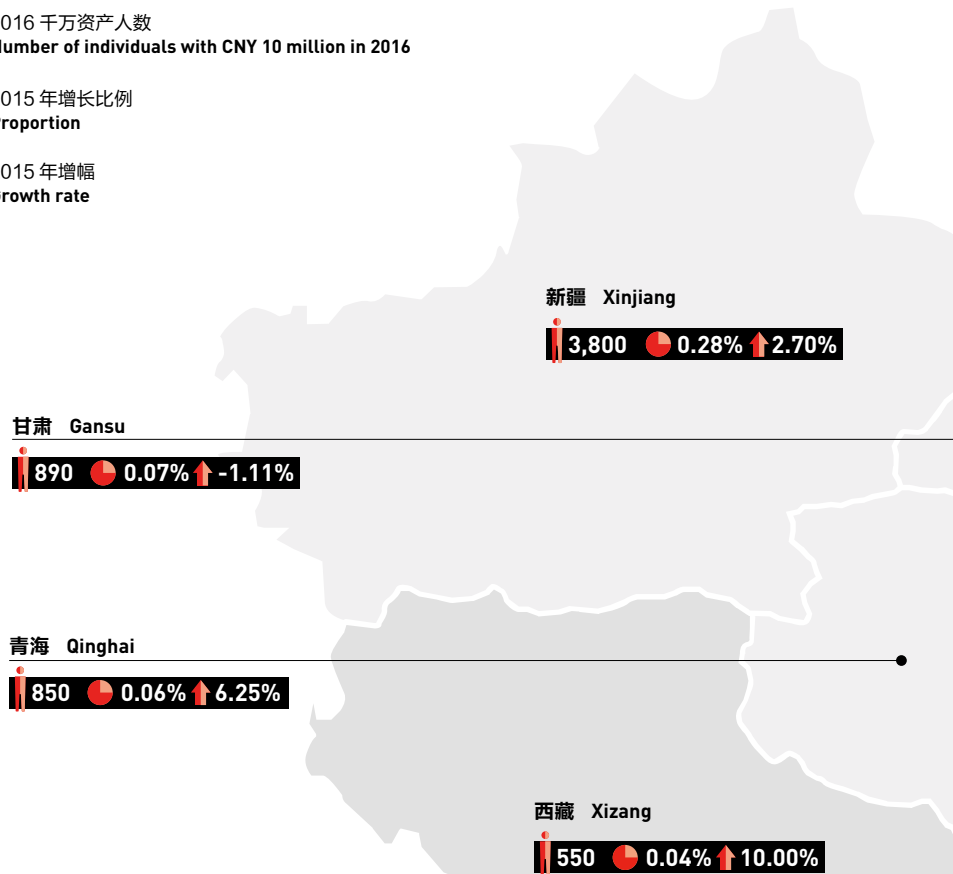 016 千万资产人数
Number of individuals with CNY 10 million in 2016
015 年增长比例
Proportion
015 年增幅
Growth rate
新疆 Xinjiang
3,800 0.28% 2.70%
甘肃 Gansu
890 0.07% -1.11%
青海 Qinghai
850 0.06% 6.25%
西藏 Xizang
550 0.04% 10.00%